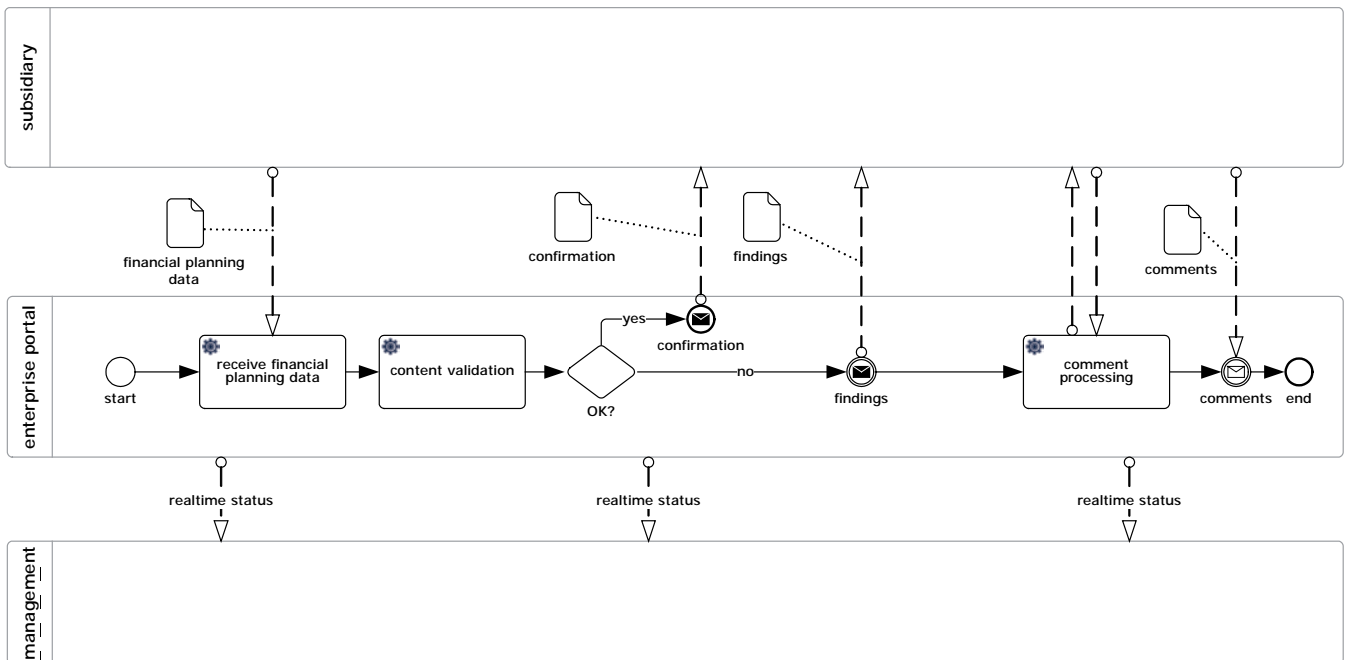 subsidiary
financial planning
data
confirmation
findings
comments
enterprise portal
start
receive financial
planning data
content validation
OK?
yes
confirmation
no
findings
comment
processing
comments
end
realtime status
realtime status
realtime status
management